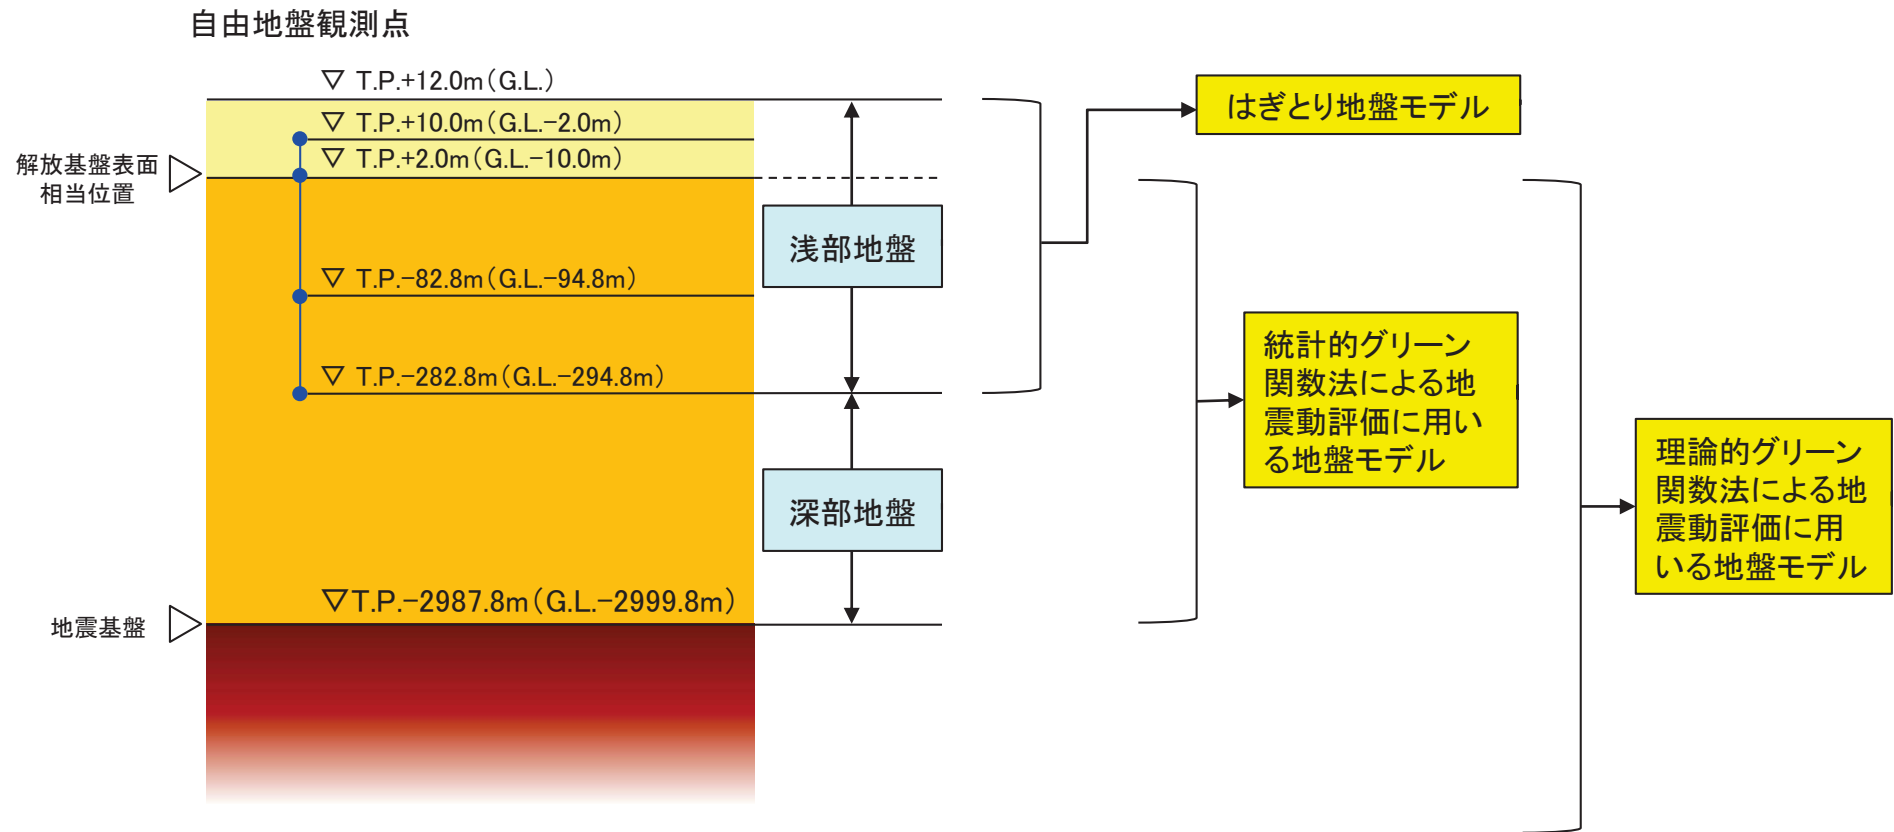 自由地盤観測点
▽ T.P.+12.0m(G.L.)
▽ T.P.+10.0m(G.L.-2.0m)
▽ T.P.+2.0m(G.L.-10.0m)
解放基盤表面
相当位置
▽ T.P.-82.8m(G.L.-94.8m)
▽ T.P.-282.8m(G.L.-294.8m)
▽T.P.-2987.8m(G.L.-2999.8m)
地震基盤
浅部地盤
深部地盤
はぎとり地盤モデル
統計的グリーン
関数法による地
震動評価に用い
る地盤モデル
理論的グリーン
関数法による地
震動評価に用
いる地盤モデル